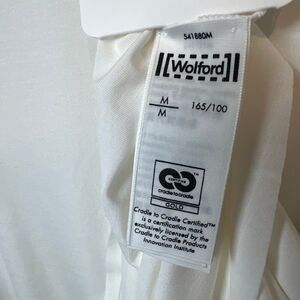 541880M
Wolford
M
M
165/100
CERTIFIED
cradletocradle
GOLD
Cradle to Cradle Certified™
is a certification mark
exclusively licensed by the
Cradle to Cradle Products
Innovation Institute